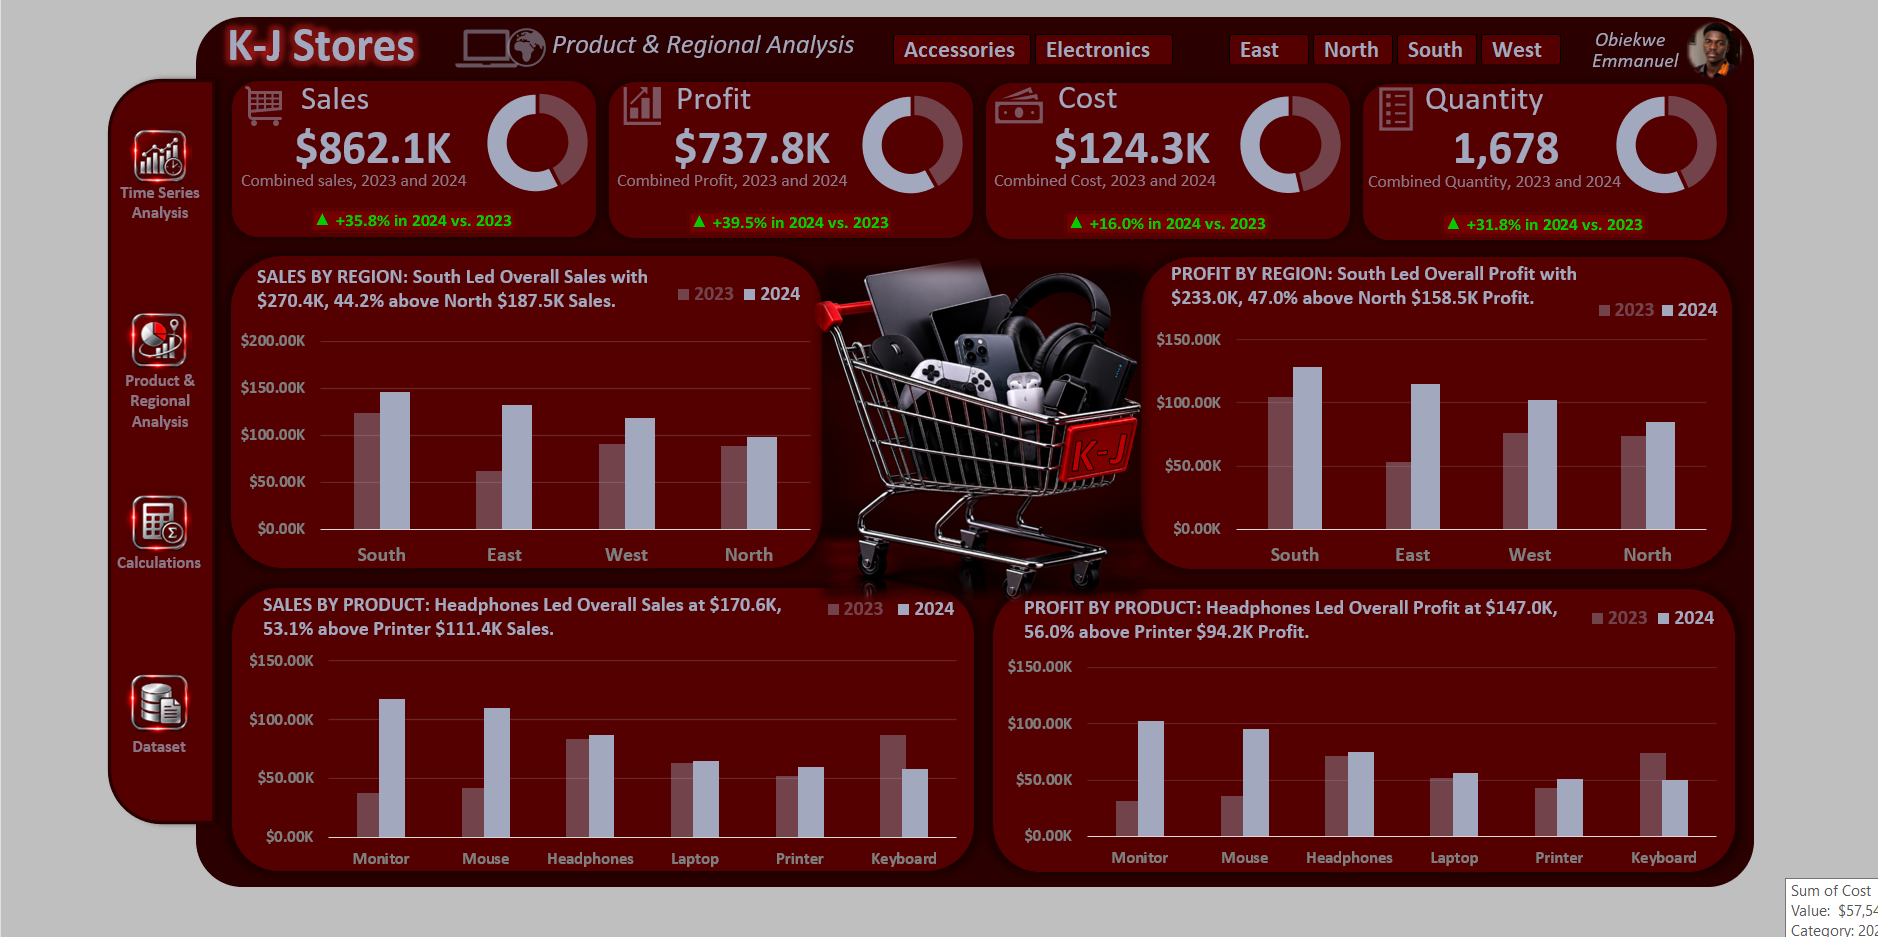 K-J Stores
Product & Regional Analysis
Accessories
Electronics
East
North
South
West
Obiekwe
Emmanuel
Time Series
Analysis
Product &
Regional
Analysis
Calculations
Dataset
Sales
$862.1K
Combined sales, 2023 and 2024
▲ +35.8% in 2024 vs. 2023
Profit
$737.8K
Combined Profit, 2023 and 2024
▲ +39.5% in 2024 vs. 2023
Cost
$124.3K
Combined Cost, 2023 and 2024
▲ +16.0% in 2024 vs. 2023
Quantity
1,678
Combined Quantity, 2023 and 2024
▲ +31.8% in 2024 vs. 2023
SALES BY REGION: South Led Overall Sales with
$270.4K, 44.2% above North $187.5K Sales.
2023 2024
$200.00K
$150.00K
$100.00K
$50.00K
$0.00K
South East West North
K-J
PROFIT BY REGION: South Led Overall Profit with
$233.0K, 47.0% above North $158.5K Profit.
2023 2024
$150.00K
$100.00K
$50.00K
$0.00K
South East West North
SALES BY PRODUCT: Headphones Led Overall Sales at $170.6K,
53.1% above Printer $111.4K Sales.
2023 2024
$150.00K
$100.00K
$50.00K
$0.00K
Monitor Mouse Headphones Laptop Printer Keyboard
PROFIT BY PRODUCT: Headphones Led Overall Profit at $147.0K,
56.0% above Printer $94.2K Profit.
2023 2024
$150.00K
$100.00K
$50.00K
$0.00K
Monitor Mouse Headphones Laptop Printer Keyboard
Sum of Cost
Value: $57,54
Category: 202